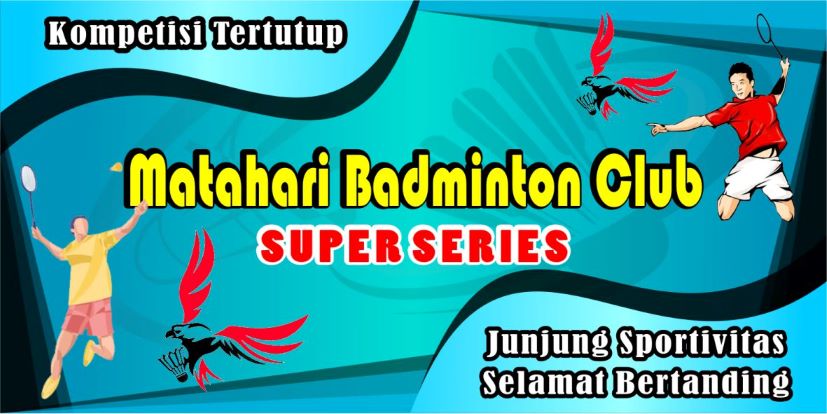 Kompetisi Tertutup
Matahari Badminton Club
SUPER SERIES
Junjung Sportivitas
Selamat Bertanding